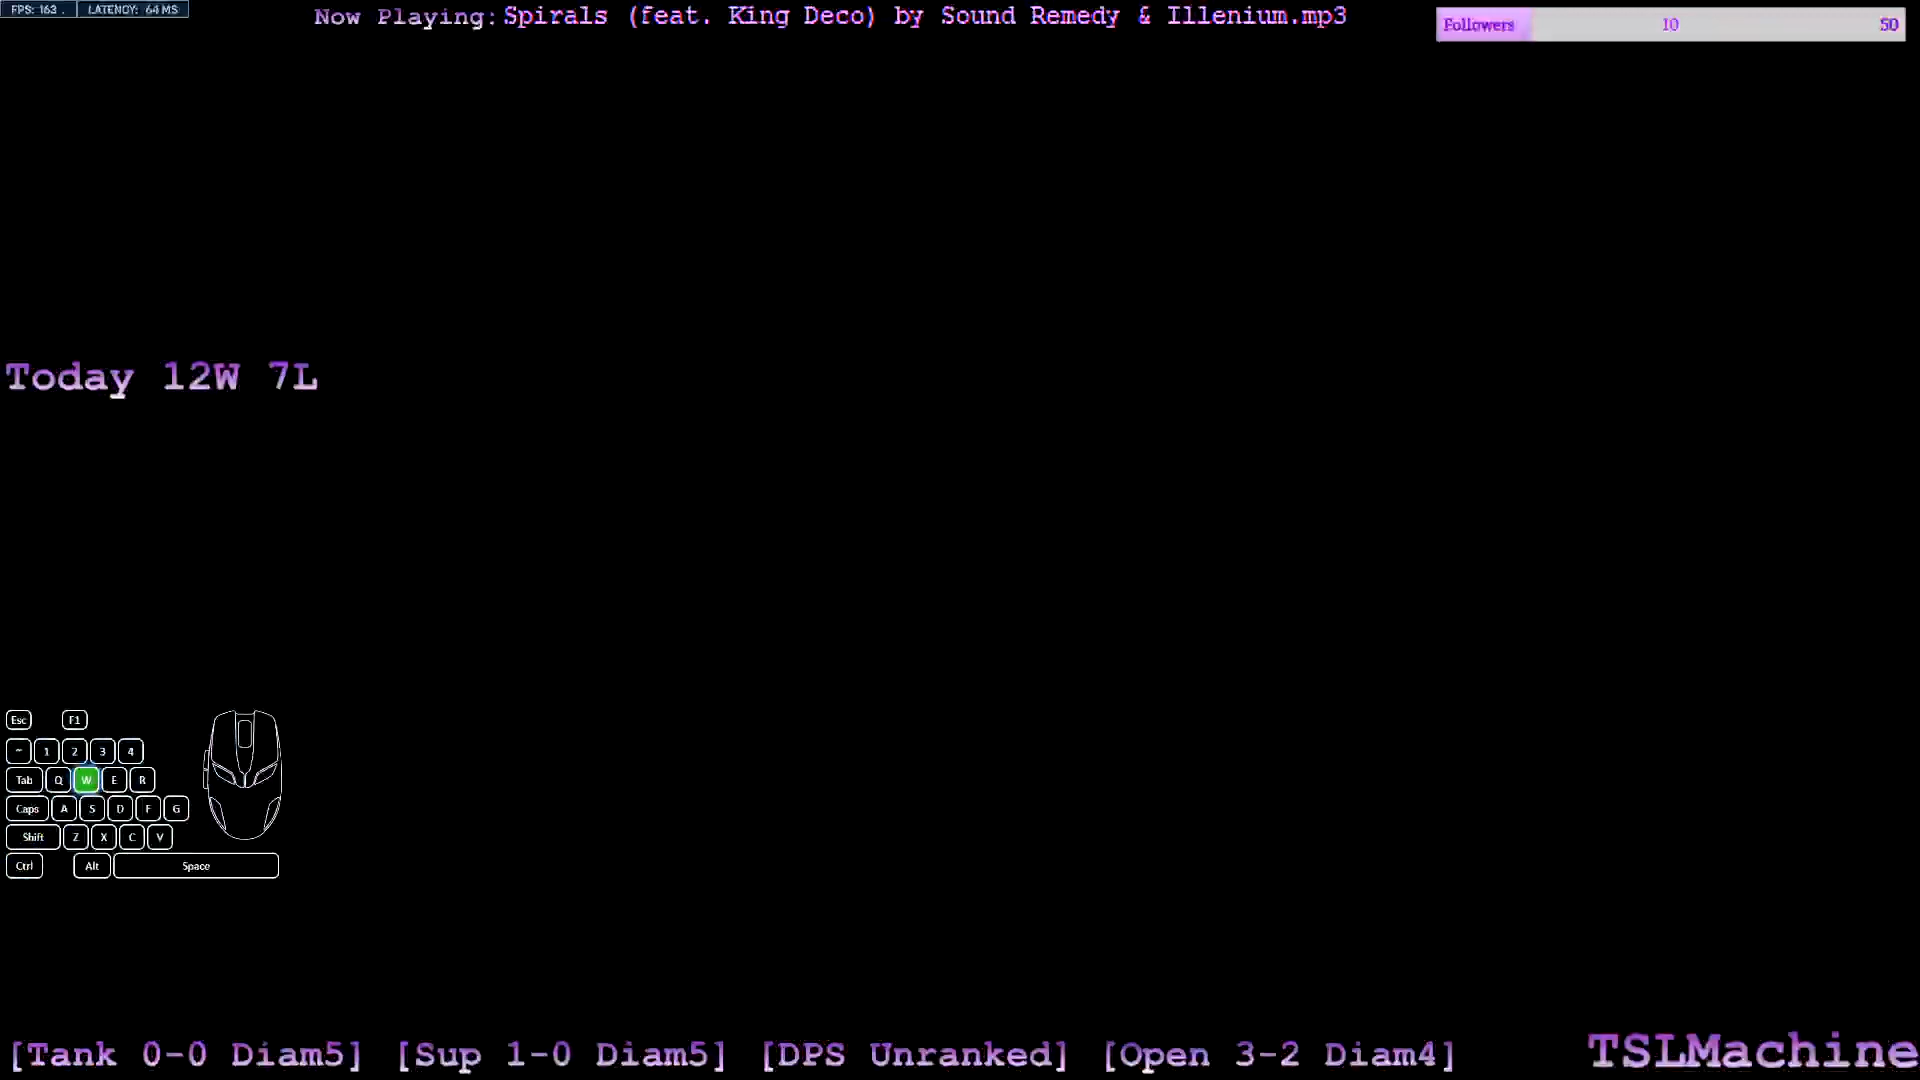 FPS: 163 . LATENCY: 64 MS
Now Playing: Spirals (feat. King Deco) by Sound Remedy & Illenium.mp3
Followers 10 50
Today 12W 7L
Esc F1
~ 1 2 3 4
Tab Q W E R
Caps A S D F G
Shift Z X C V
Ctrl Alt Space
[Tank 0-0 Diam5] [Sup 1-0 Diam5] [DPS Unranked] [Open 3-2 Diam4] TSLMachine